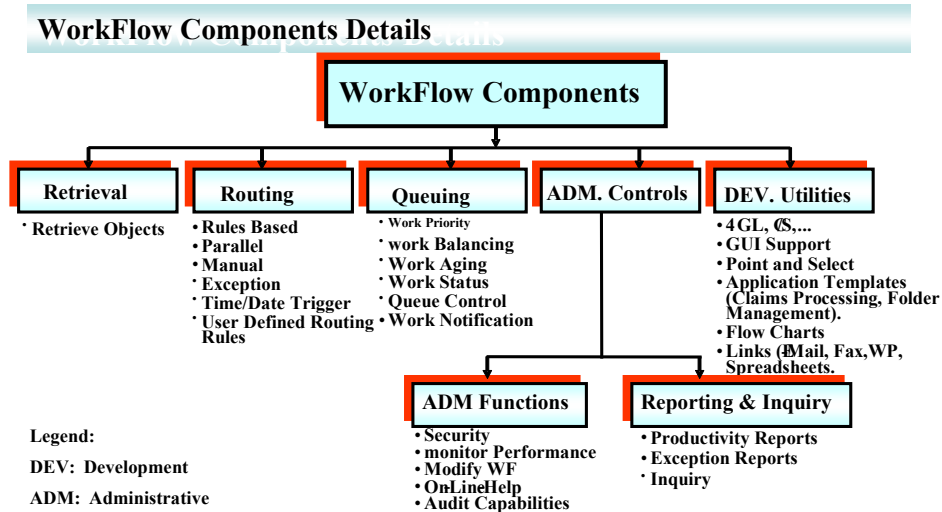 WorkFlow Components Details
WorkFlow Components
Retrieval
· Retrieve Objects
Routing
• Rules Based
• Parallel
• Manual
· Exception
· Time/Date Trigger
· User Defined Routing
Rules
Queuing
· Work Priority
· work Balancing
· Work Aging
· Work Status
· Queue Control
• Work Notification
ADM. Controls
DEV. Utilities
• 4GL, C/S,...
• GUI Support
• Point and Select
• Application Templates
(Claims Processing, Folder
Management).
• Flow Charts
• Links (E-Mail, Fax,WP,
Spreadsheets.
ADM Functions
• Security
• monitor Performance
• Modify WF
• On-LineHelp
• Audit Capabilities
Reporting & Inquiry
• Productivity Reports
• Exception Reports
· Inquiry
Legend:
DEV: Development
ADM: Administrative